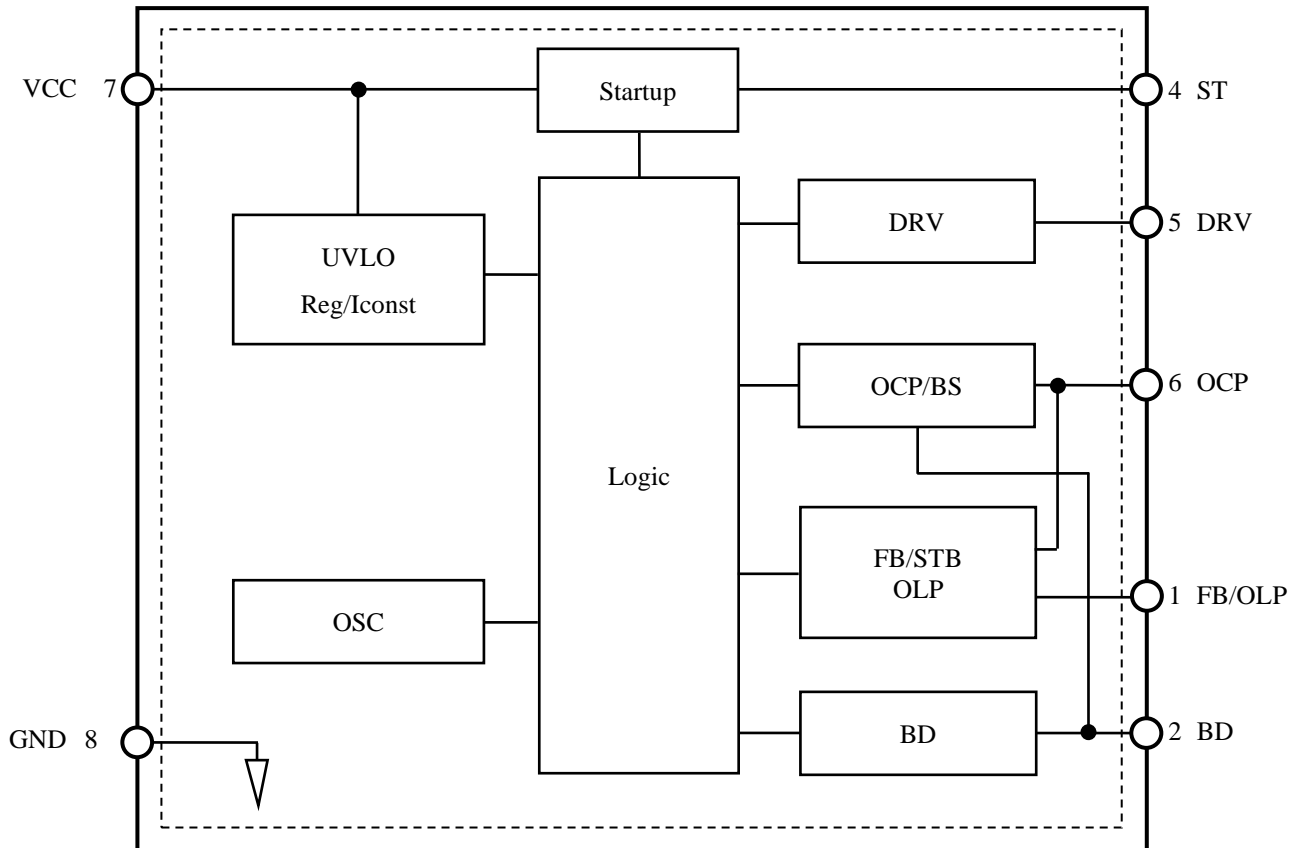 VCC 7
Startup
4 ST
DRV
5 DRV
UVLO
Reg/Iconst
OCP/BS
6 OCP
Logic
FB/STB
OLP
1 FB/OLP
OSC
GND 8
BD
2 BD